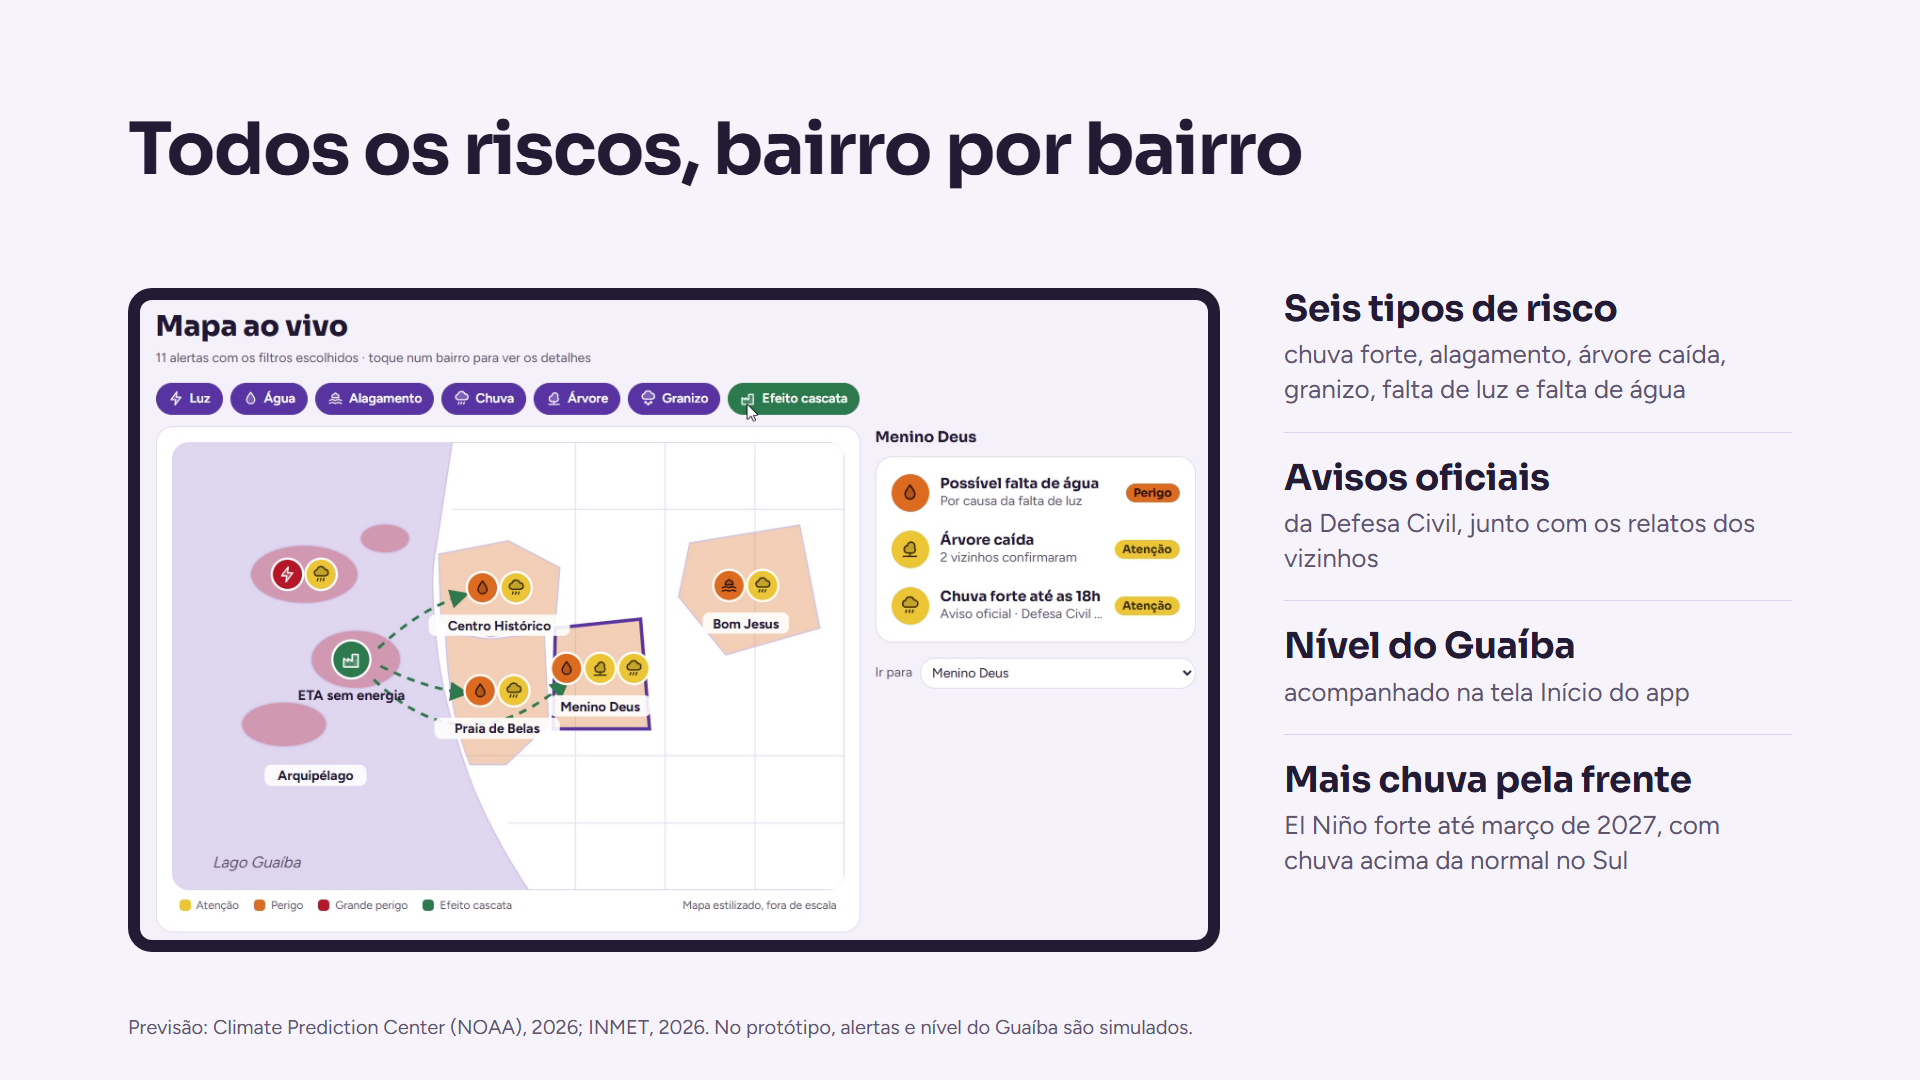 Todos os riscos, bairro por bairro
Mapa ao vivo
11 alertas com os filtros escolhidos · toque num bairro para ver os detalhes
Luz
Água
Alagamento
Chuva
Árvore
Granizo
Efeito cascata
Centro Histórico
Bom Jesus
ETA sem energia
Menino Deus
Praia de Belas
Arquipélago
Lago Guaíba
Atenção
Perigo
Grande perigo
Efeito cascata
Mapa estilizado, fora de escala
Menino Deus
Possível falta de água
Por causa da falta de luz
Perigo
Árvore caída
2 vizinhos confirmaram
Atenção
Chuva forte até as 18h
Aviso oficial · Defesa Civil ...
Atenção
Ir para
Menino Deus
Seis tipos de risco
chuva forte, alagamento, árvore caída,
granizo, falta de luz e falta de água
Avisos oficiais
da Defesa Civil, junto com os relatos dos
vizinhos
Nível do Guaíba
acompanhado na tela Início do app
Mais chuva pela frente
El Niño forte até março de 2027, com
chuva acima da normal no Sul
Previsão: Climate Prediction Center (NOAA), 2026; INMET, 2026. No protótipo, alertas e nível do Guaíba são simulados.